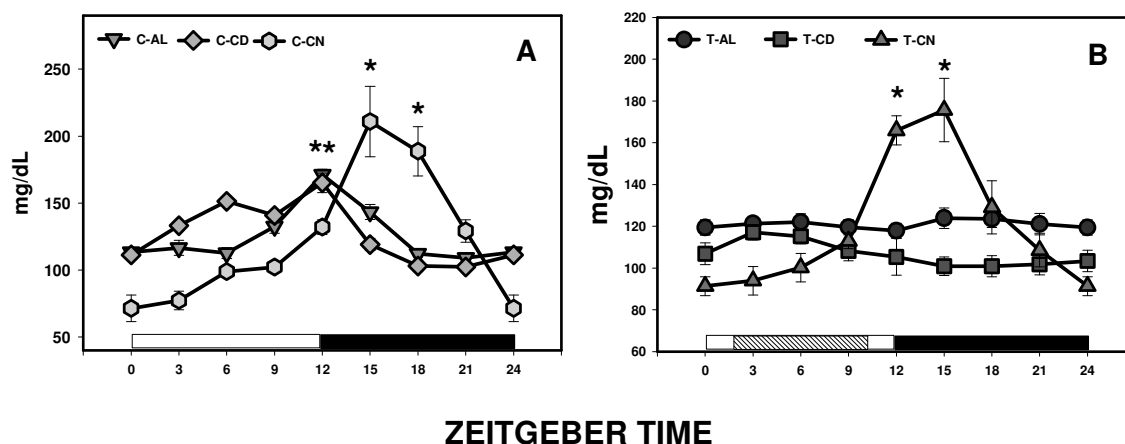 C-AL C-CD C-CN
A
*
*
**
mg/dL
250
200
150
100
50
0 3 6 9 12 15 18 21 24
T-AL T-CD T-CN
B
*
*
mg/dL
220
200
180
160
140
120
100
80
60
0 3 6 9 12 15 18 21 24
ZEITGEBER TIME